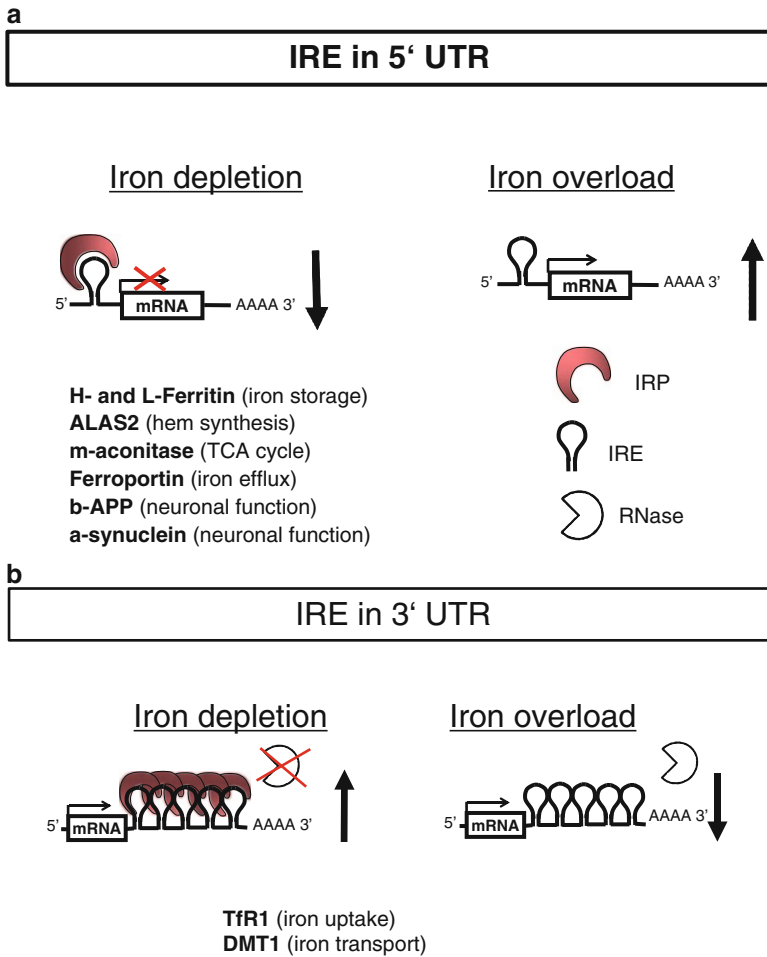 a
IRE in 5‘ UTR
Iron depletion
Iron overload
5’ mRNA AAAA 3’
5’ mRNA AAAA 3’
H- and L-Ferritin (iron storage)
ALAS2 (hem synthesis)
m-aconitase (TCA cycle)
Ferroportin (iron efflux)
b-APP (neuronal function)
a-synuclein (neuronal function)
IRP
IRE
RNase
b
IRE in 3‘ UTR
Iron depletion
Iron overload
5’ mRNA AAAA 3’
5’ mRNA AAAA 3’
TfR1 (iron uptake)
DMT1 (iron transport)